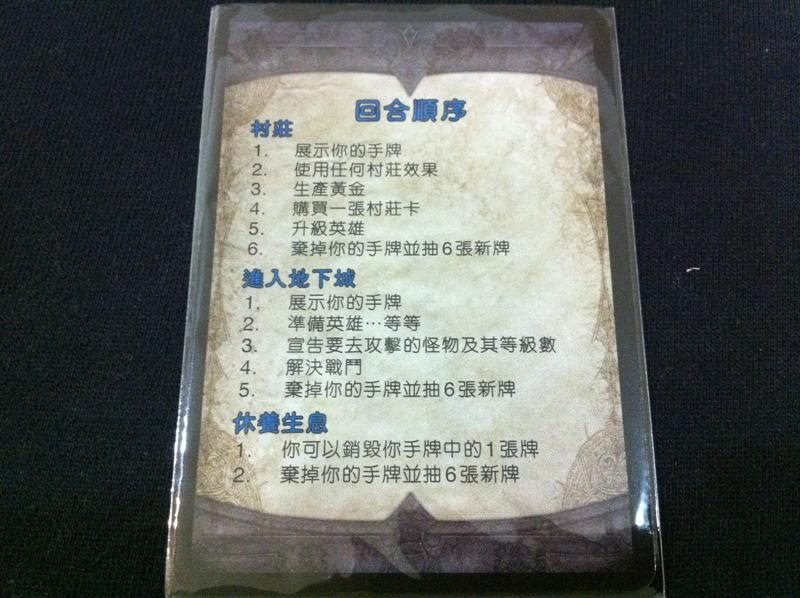 回合順序
村莊
1. 展示你的手牌
2. 使用任何村莊效果
3. 生產黃金
4. 購買一張村莊卡
5. 升級英雄
6. 棄掉你的手牌並抽6張新牌
進入地下城
1. 展示你的手牌
2. 準備英雄…等等
3. 宣告要去攻擊的怪物及其等級數
4. 解決戰鬥
5. 棄掉你的手牌並抽6張新牌
休養生息
1. 你可以銷毀你手牌中的1張牌
2. 棄掉你的手牌並抽6張新牌